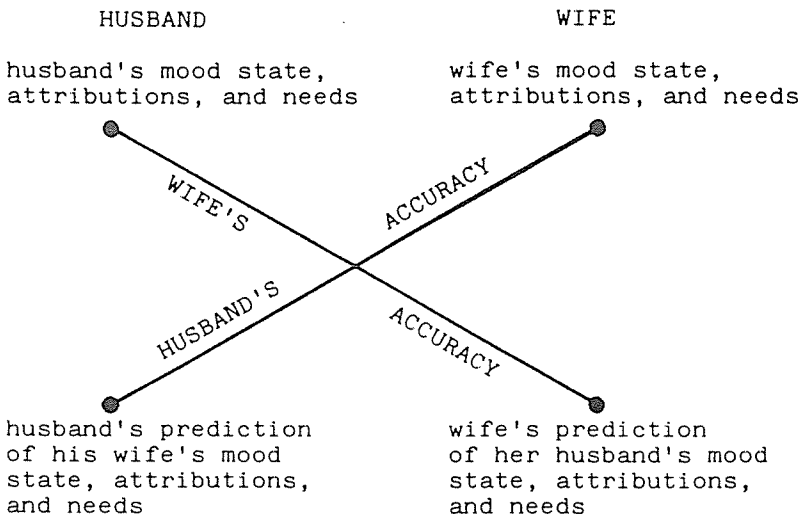 HUSBAND
WIFE
husband's mood state,
attributions, and needs
wife's mood state,
attributions, and needs
WIFE'S
ACCURACY
HUSBAND'S
ACCURACY
husband's prediction
of his wife's mood
state, attributions,
and needs
wife's prediction
of her husband's mood
state, attributions,
and needs